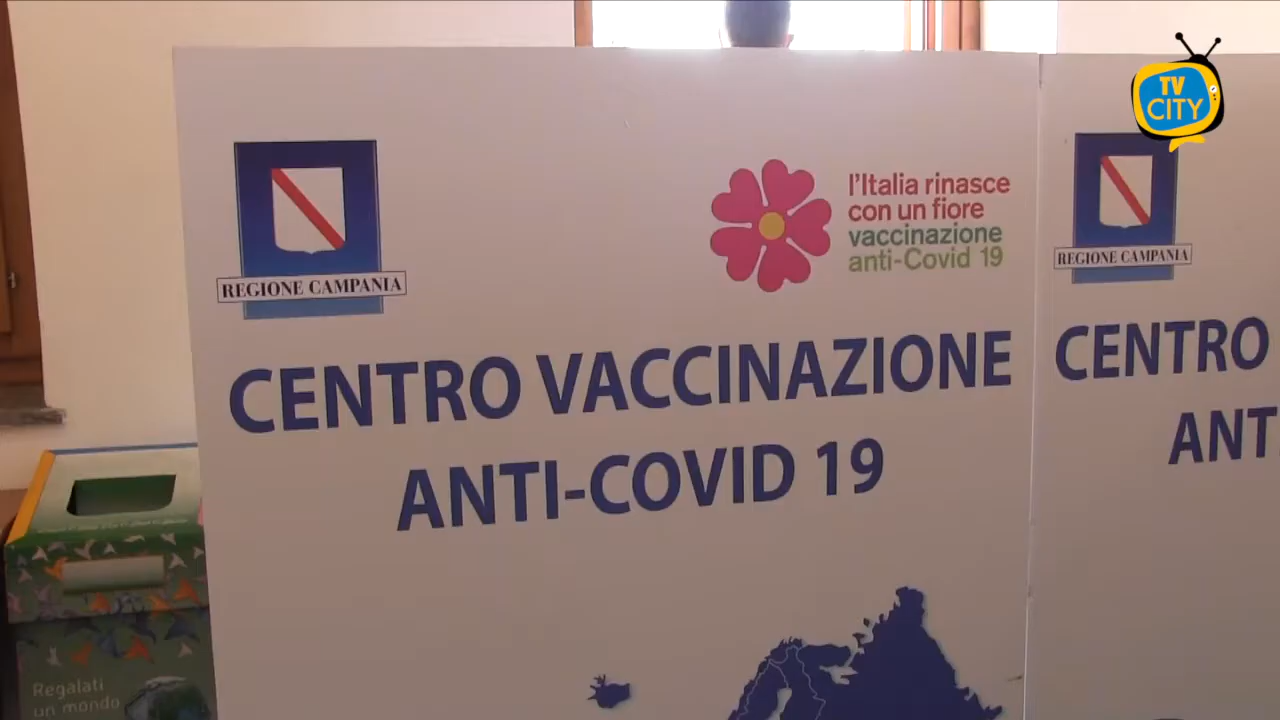 TV
CITY
REGIONE CAMPANIA
l'Italia rinasce
con un fiore
vaccinazione
anti-Covid 19
CENTRO VACCINAZIONE
ANTI-COVID 19
REGIONE CAMPANIA
CENTRO
ANT
Regalati
un mondo